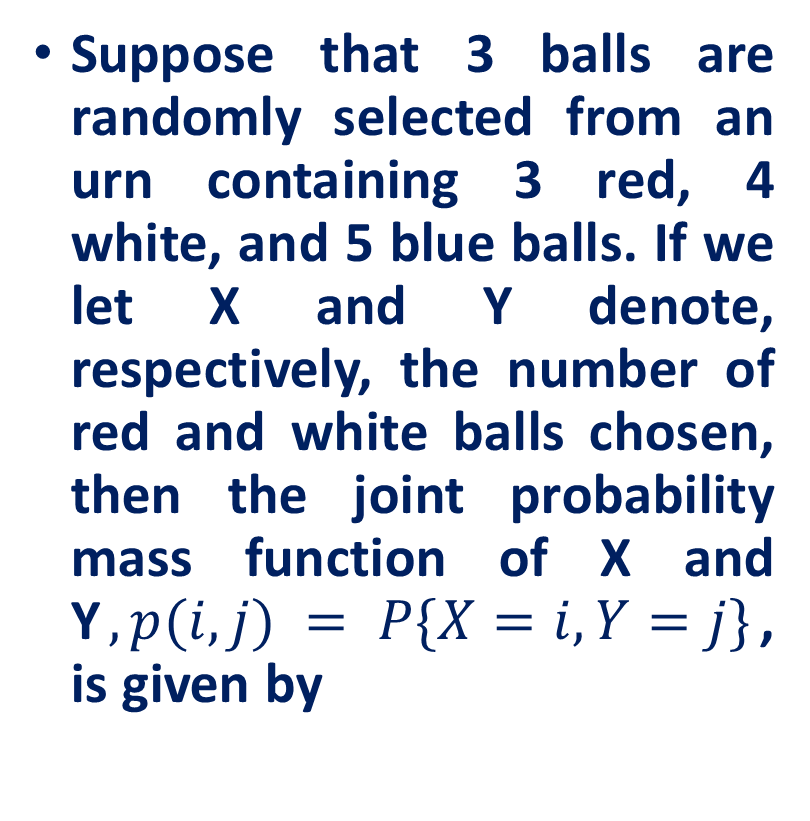 • Suppose that 3 balls are
randomly selected from an
urn containing 3 red, 4
white, and 5 blue balls. If we
let X and Y denote,
respectively, the number of
red and white balls chosen,
then the joint probability
mass function of X and
Y,p(i,j) = P{X = i,Y = j},
is given by